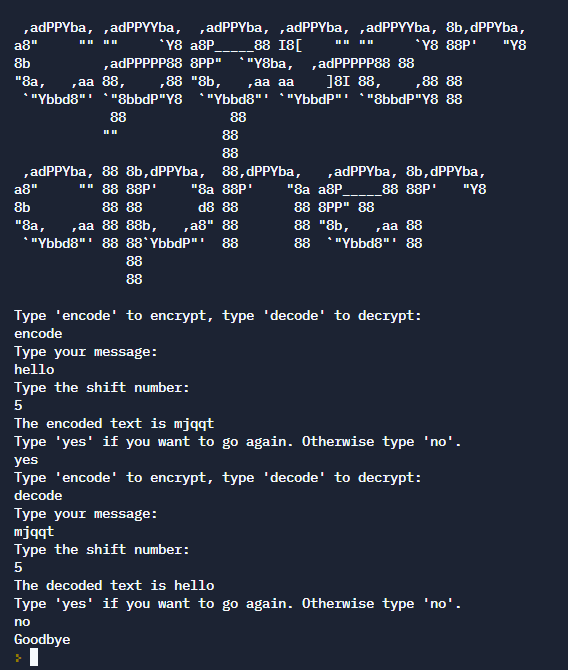 ,adPPYba, ,adPPYYba,  ,adPPYba, ,adPPYba, ,adPPYYba, 8b,dPPYba,
a8"     "" ""     `Y8 a8P_____88 I8[    "" ""     `Y8 88P'   "Y8
8b         ,adPPPPP88 8PP"  `"Y8ba,  ,adPPPPP88 88
"8a,   ,aa 88,    ,88 "8b,   ,aa aa    ]8I 88,    ,88 88
 `"Ybbd8"' `"8bbdP"Y8  `"Ybbd8"' `"YbbdP"' `"8bbdP"Y8 88
            88             88
           ""             88
                          88
 ,adPPYba, 88 8b,dPPYba,  88,dPPYba,   ,adPPYba, 8b,dPPYba,
a8"     "" 88 88P'    "8a 88P'    "8a a8P_____88 88P'   "Y8
8b         88 88       d8 88       88 8PP" 88
"8a,   ,aa 88 88b,   ,a8" 88       88 "8b,   ,aa 88
 `"Ybbd8"' 88 88`YbbdP"'  88       88  `"Ybbd8"' 88
              88
              88
Type 'encode' to encrypt, type 'decode' to decrypt:
encode
Type your message:
hello
Type the shift number:
5
The encoded text is mjqqt
Type 'yes' if you want to go again. Otherwise type 'no'.
yes
Type 'encode' to encrypt, type 'decode' to decrypt:
decode
Type your message:
mjqqt
Type the shift number:
5
The decoded text is hello
Type 'yes' if you want to go again. Otherwise type 'no'.
no
Goodbye